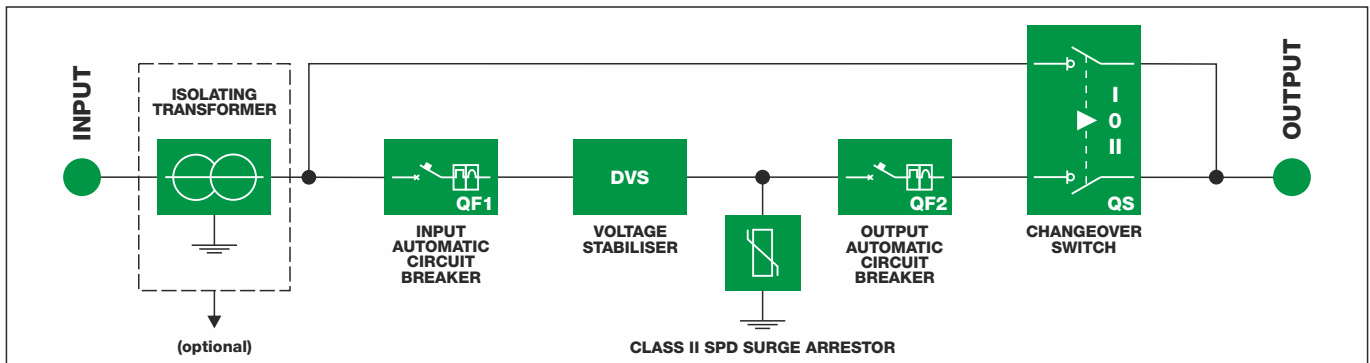 INPUT
ISOLATING
TRANSFORMER
(optional)
QF1
INPUT
AUTOMATIC
CIRCUIT
BREAKER
DVS
VOLTAGE
STABILISER
CLASS II SPD SURGE ARRESTOR
QF2
OUTPUT
AUTOMATIC
CIRCUIT
BREAKER
I
0
II
QS
CHANGEOVER
SWITCH
OUTPUT